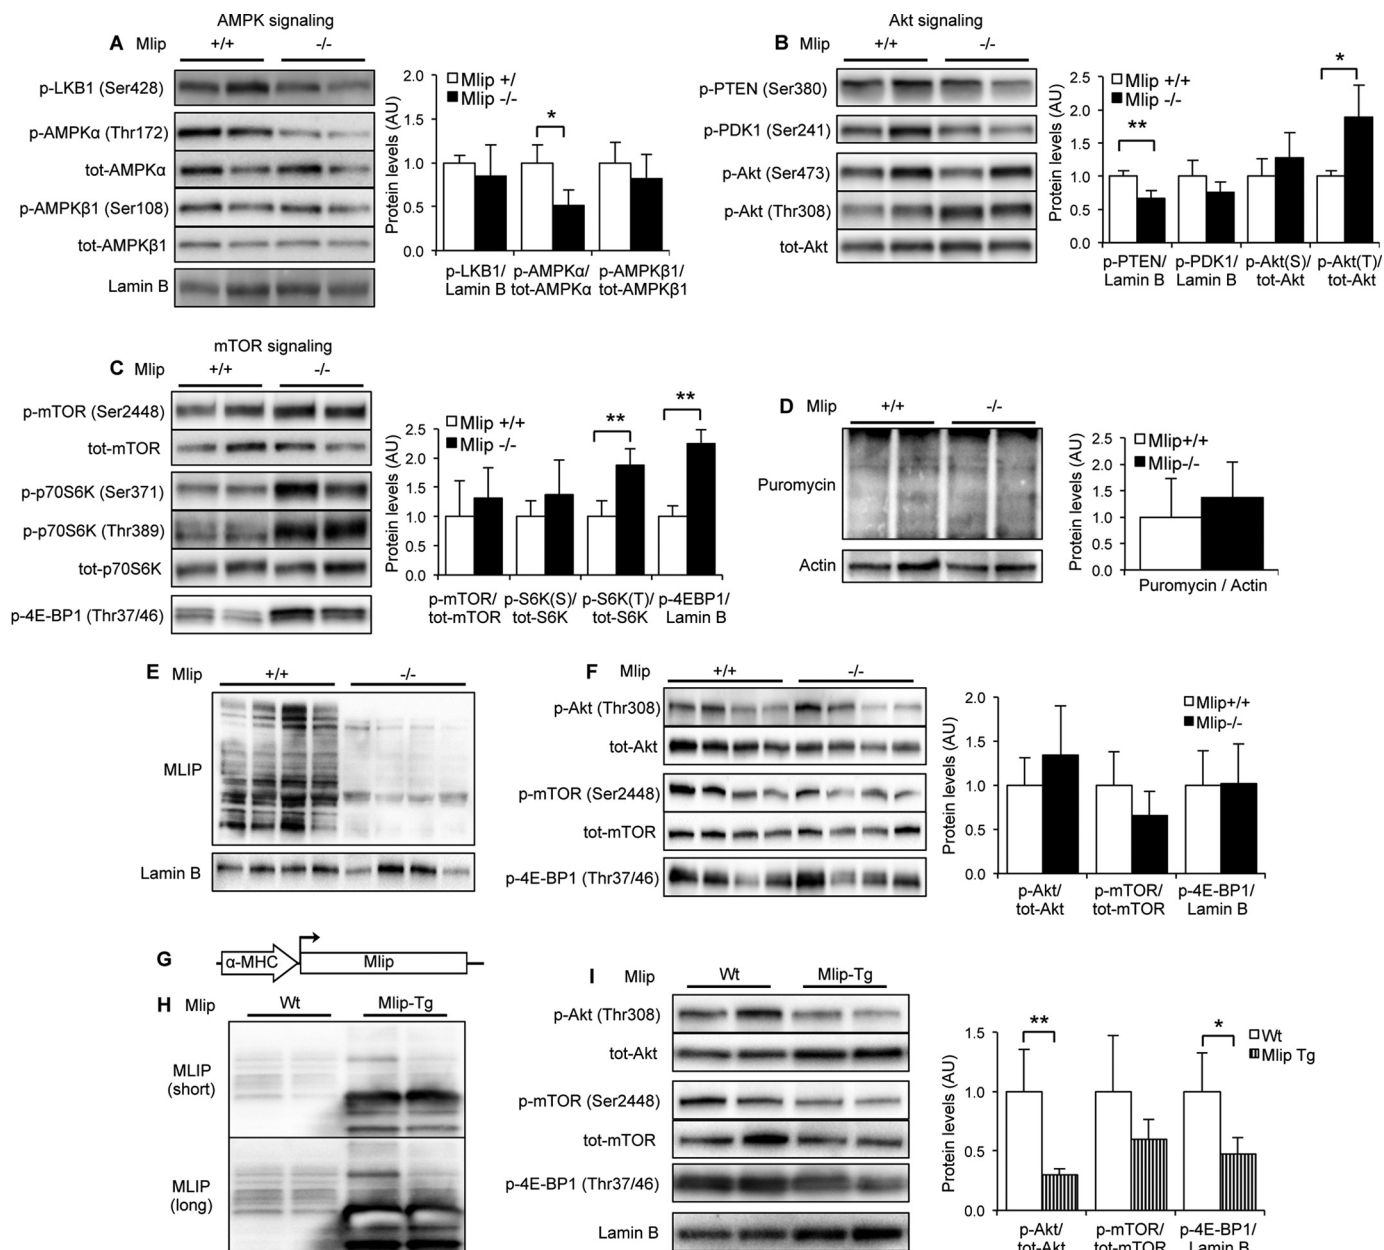 AMPK signaling
A Mlip +/+ -/-
p-LKB1 (Ser428)
p-AMPKα (Thr172)
tot-AMPKα
p-AMPKβ1 (Ser108)
tot-AMPKβ1
Lamin B
Protein levels (AU)
2.0
1.5
1.0
0.5
0.0
Mlip +/
Mlip -/-
*
p-LKB1/ p-AMPKα/ p-AMPKβ1/
Lamin B tot-AMPKα tot-AMPKβ1
Akt signaling
B Mlip +/+ -/-
p-PTEN (Ser380)
p-PDK1 (Ser241)
p-Akt (Ser473)
p-Akt (Thr308)
tot-Akt
Protein levels (AU)
2.5
2.0
1.5
1.0
0.5
0.0
Mlip +/+
Mlip -/-
**
*
p-PTEN/ p-PDK1/ p-Akt(S)/ p-Akt(T)/
Lamin B Lamin B tot-Akt tot-Akt
mTOR signaling
C Mlip +/+ -/-
p-mTOR (Ser2448)
tot-mTOR
p-p70S6K (Ser371)
p-p70S6K (Thr389)
tot-p70S6K
p-4E-BP1 (Thr37/46)
Protein levels (AU)
2.5
2.0
1.5
1.0
0.5
0.0
Mlip +/+
Mlip -/-
**
**
p-mTOR/ p-S6K(S)/ p-S6K(T)/ p-4EBP1/
tot-mTOR tot-S6K tot-S6K Lamin B
D Mlip +/+ -/-
Puromycin
Actin
Protein levels (AU)
2.5
2.0
1.5
1.0
0.5
0.0
Mlip+/+
Mlip-/-
Puromycin / Actin
E Mlip +/+ -/-
MLIP
Lamin B
F Mlip +/+ -/-
p-Akt (Thr308)
tot-Akt
p-mTOR (Ser2448)
tot-mTOR
p-4E-BP1 (Thr37/46)
Protein levels (AU)
2.0
1.5
1.0
0.5
0.0
Mlip+/+
Mlip-/-
p-Akt/ p-mTOR/ p-4E-BP1/
tot-Akt tot-mTOR Lamin B
G α-MHC Mlip
H Mlip Wt Mlip-Tg
MLIP
(short)
MLIP
(long)
I Mlip Wt Mlip-Tg
p-Akt (Thr308)
tot-Akt
p-mTOR (Ser2448)
tot-mTOR
p-4E-BP1 (Thr37/46)
Lamin B
Protein levels (AU)
1.5
1.0
0.5
0.0
Wt
Mlip Tg
**
*
p-Akt/ p-mTOR/ p-4E-BP1/
tot-Akt tot-mTOR Lamin B